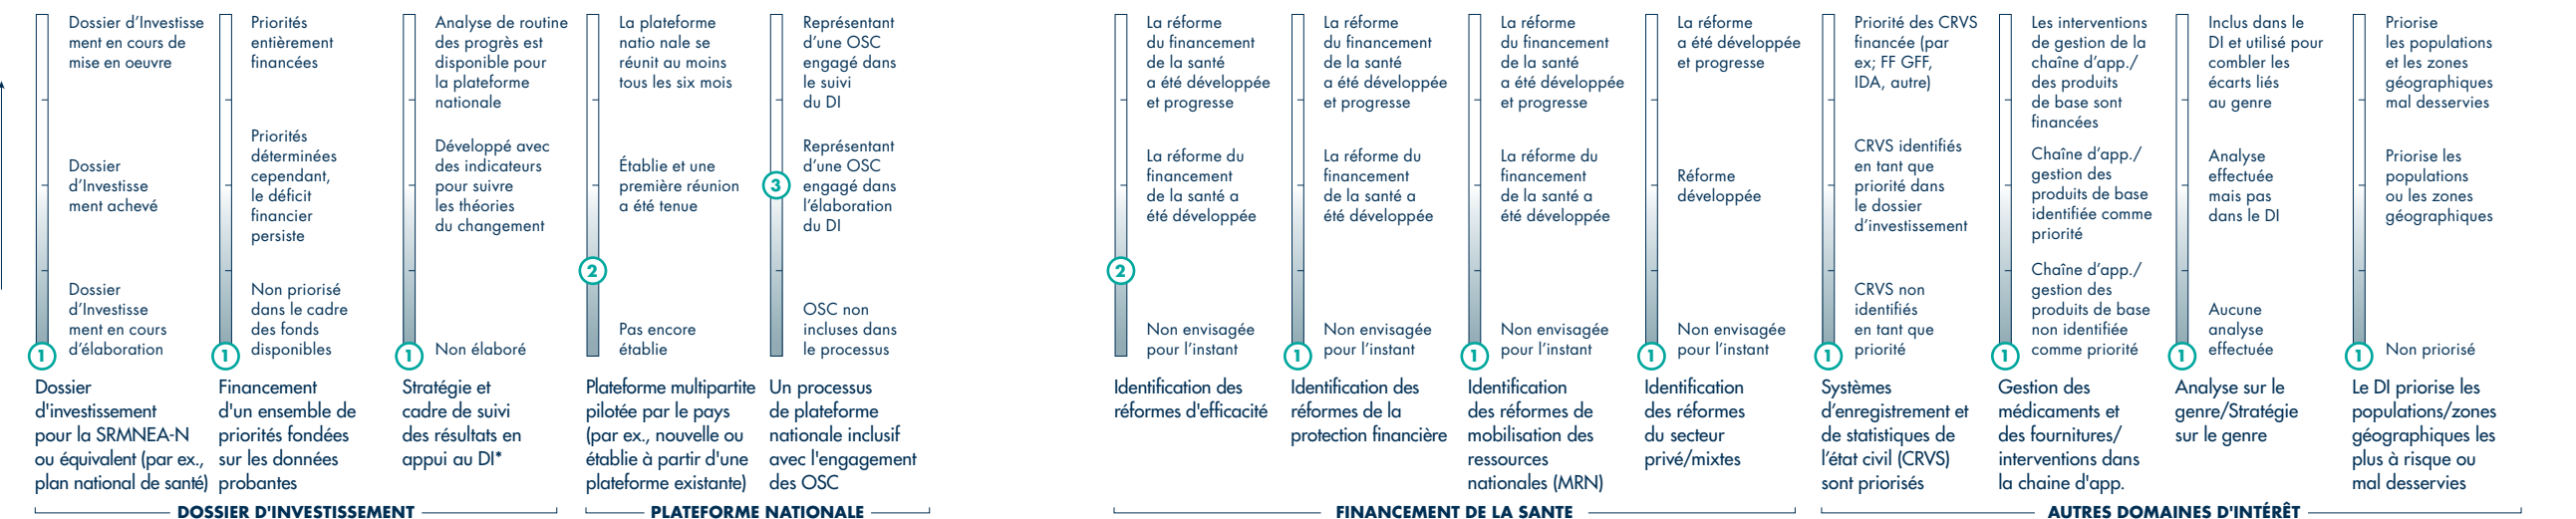 Dossier d’Investisse
ment en cours de
mise en oeuvre
Dossier
d’Investisse
ment achevé
Dossier
d’Investisse
ment en cours
d’élaboration
1
Dossier
d'investissement
pour la SRMNEA-N
ou équivalent (par ex.,
plan national de santé)
Priorités
entièrement
financées
Priorités
déterminées
cependant,
le déficit
financier
persiste
Non priorisé
dans le cadre
des fonds
disponibles
1
Financement
d'un ensemble de
priorités fondées
sur les données
probantes
Analyse de routine
des progrès est
disponible pour
la plateforme
nationale
Développé avec
des indicateurs
pour suivre
les théories
du changement
Non élaboré
1
Stratégie et
cadre de suivi
des résultats en
appui au DI*
DOSSIER D'INVESTISSEMENT
La plateforme
natio nale se
réunit au moins
tous les six mois
Établie et une
première réunion
a été tenue
2
Pas encore
établie
Plateforme multipartite
pilotée par le pays
(par ex., nouvelle ou
établie à partir d'une
plateforme existante)
Représentant
d’une OSC
engagé dans
le suivi
du DI
Représentant
d’une OSC
engagé dans
l’élaboration
du DI
3
OSC non
incluses dans
le processus
Un processus
de plateforme
nationale inclusif
avec l'engagement
des OSC
PLATEFORME NATIONALE
La réforme
du financement
de la santé
a été développée
et progresse
La réforme du
financement
de la santé a
été développée
2
Non envisagée
pour l’instant
Identification des
réformes d'efficacité
La réforme
du financement
de la santé
a été développée
et progresse
La réforme du
financement
de la santé a
été développée
Non envisagée
pour l’instant
1
Identification des
réformes de la
protection financière
La réforme
du financement
de la santé
a été développée
et progresse
La réforme du
financement
de la santé a
été développée
Non envisagée
pour l’instant
1
Identification
des réformes de
mobilisation des
ressources
nationales (MRN)
La réforme
a été développée
et progresse
Réforme
développée
Non envisagée
pour l’instant
1
Identification
des réformes
du secteur
privé/mixtes
FINANCEMENT DE LA SANTE
Priorité des CRVS
financée (par
ex; FF GFF,
IDA, autre)
CRVS identifiés
en tant que
priorité dans
le dossier
d’investissement
CRVS non
identifiés
en tant que
priorité
1
Systèmes
d’enregistrement et
de statistiques de
l’état civil (CRVS)
sont priorisés
Les interventions
de gestion de la
chaîne d’app./
des produits
de base sont
financées
Chaîne d’app./
gestion des
produits de base
identifiée comme
priorité
Chaîne d’app./
gestion des
produits de base
non identifiée
comme priorité
1
Gestion des
médicaments et
des fournitures/
interventions dans
la chaine d'app.
Inclus dans le
DI et utilisé pour
combler les
écarts liés
au genre
Analyse
effectuée
mais pas
dans le DI
Aucune
analyse
effectuée
1
Analyse sur le
genre/Stratégie
sur le genre
Priorise
les populations
et les zones
géographiques
mal desservies
Priorise les
populations
ou les zones
géographiques
Non priorisé
1
Le DI priorise les
populations/zones
géographiques les
plus à risque ou
mal desservies
AUTRES DOMAINES D'INTÉRÊT